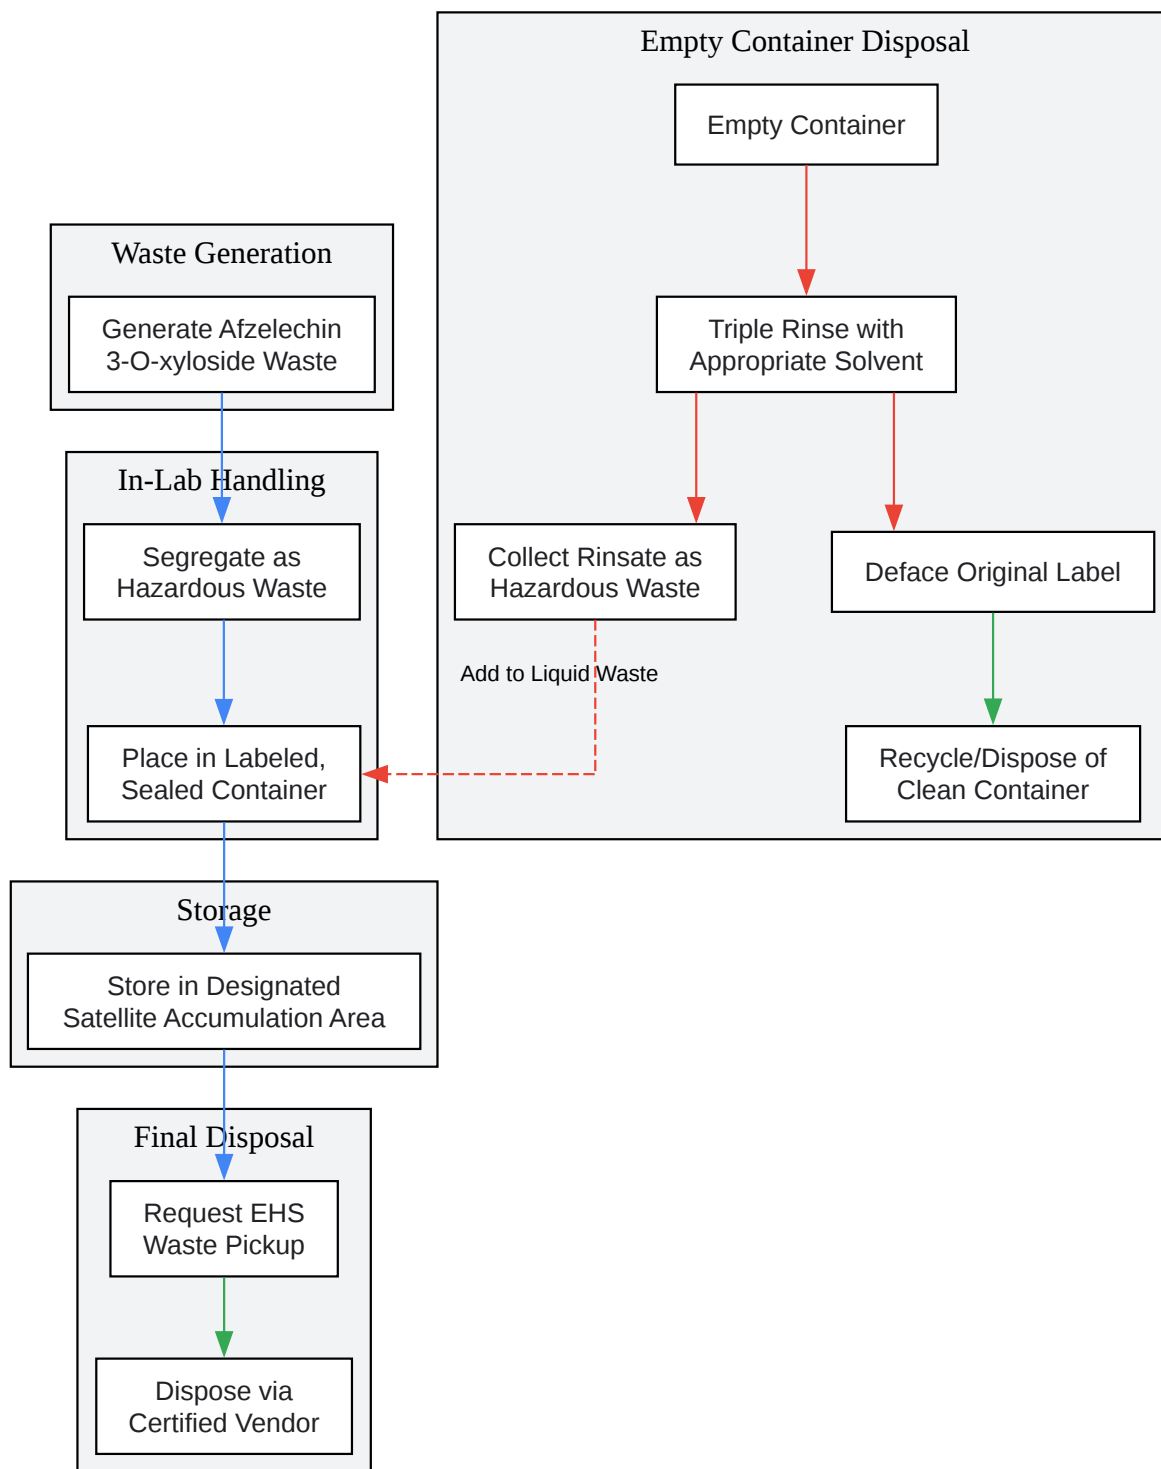 Empty Container Disposal
Empty Container
Triple Rinse with
Appropriate Solvent
Collect Rinsate as
Hazardous Waste
Deface Original Label
Add to Liquid Waste
Recycle/Dispose of
Clean Container
Waste Generation
Generate Afzelechin
3-O-xyloside Waste
In-Lab Handling
Segregate as
Hazardous Waste
Place in Labeled,
Sealed Container
Storage
Store in Designated
Satellite Accumulation Area
Final Disposal
Request EHS
Waste Pickup
Dispose via
Certified Vendor